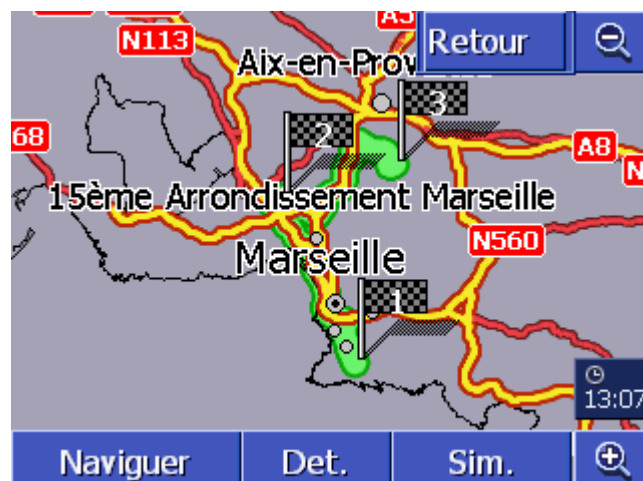 A5
Retour
N113
Aix-en-Prov
3
2
68
A8
N
15ème Arrondissement Marseille
N560
Marseille
1
13:07
Naviguer
Det.
Sim.